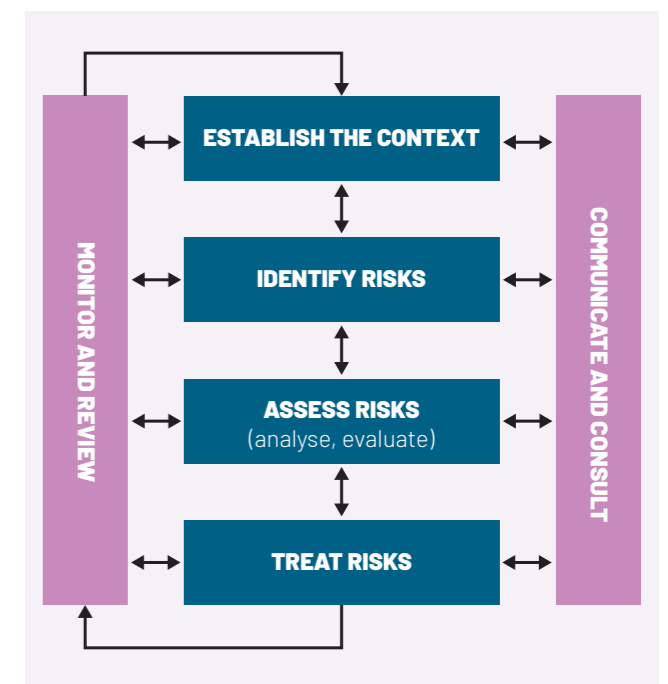 ESTABLISH THE CONTEXT
MONITOR AND REVIEW
COMMUNICATE AND CONSULT
IDENTIFY RISKS
ASSESS RISKS
(analyse, evaluate)
TREAT RISKS